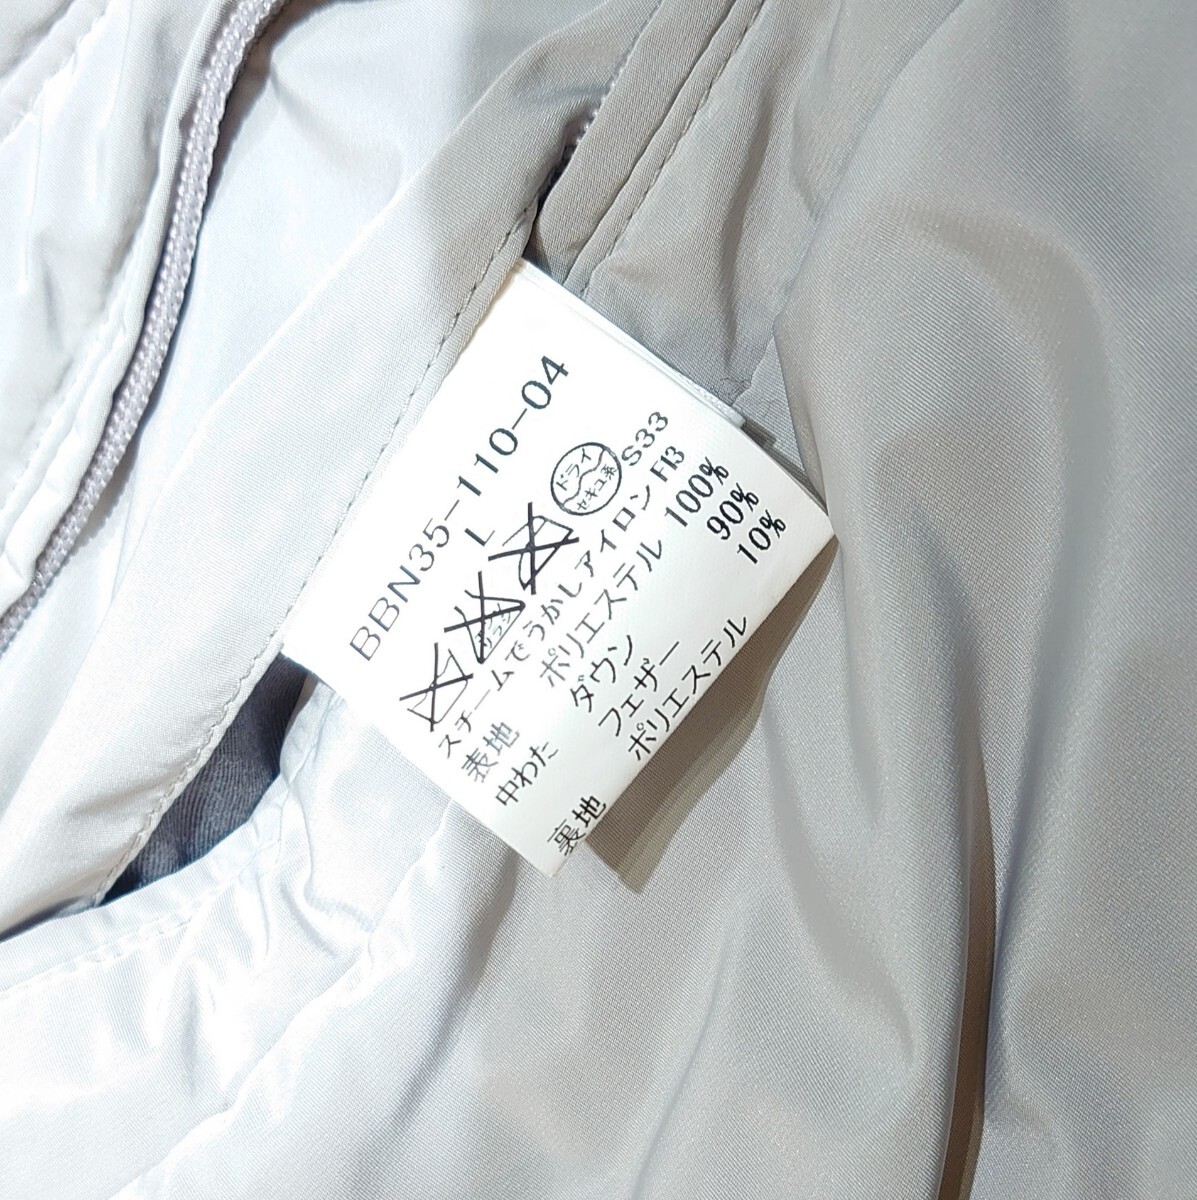 BBN35-110-04
L
ドライ
セキユ系
S33
スチームでうかしアイロン F13
表地 ポリエステル 100%
中わた ダウン 90%
フェザー 10%
裏地 ポリエステル